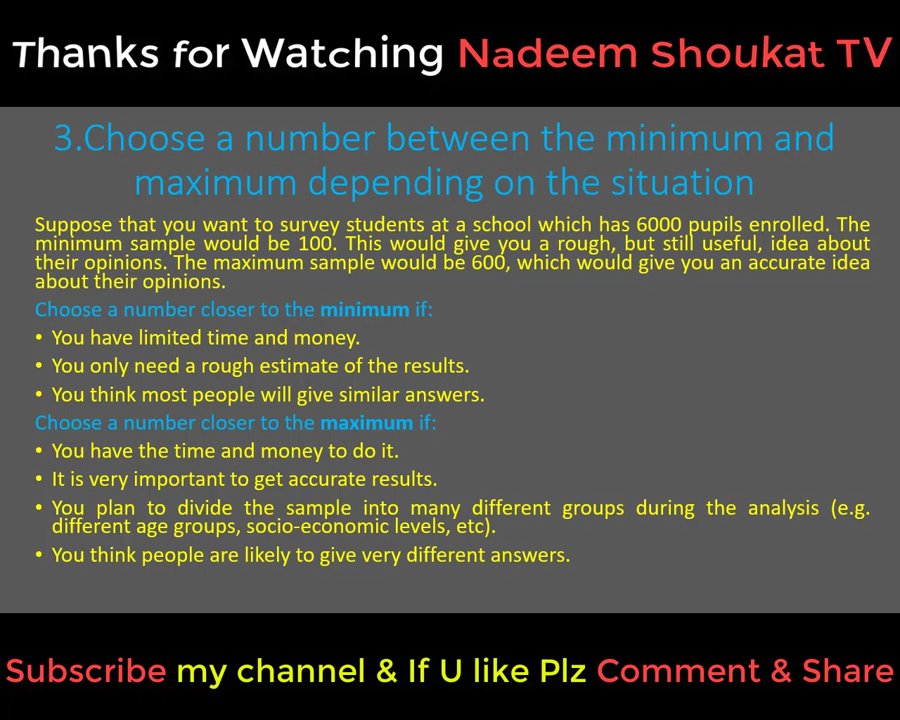 Thanks for Watching Nadeem Shoukat TV
3.Choose a number between the minimum and
maximum depending on the situation
Suppose that you want to survey students at a school which has 6000 pupils enrolled. The
minimum sample would be 100. This would give you a rough, but still useful, idea about
their opinions. The maximum sample would be 600, which would give you an accurate idea
about their opinions.
Choose a number closer to the minimum if:
• You have limited time and money.
• You only need a rough estimate of the results.
• You think most people will give similar answers.
Choose a number closer to the maximum if:
• You have the time and money to do it.
• It is very important to get accurate results.
• You plan to divide the sample into many different groups during the analysis (e.g.
different age groups, socio-economic levels, etc).
• You think people are likely to give very different answers.
Subscribe my channel & If U like Plz Comment & Share